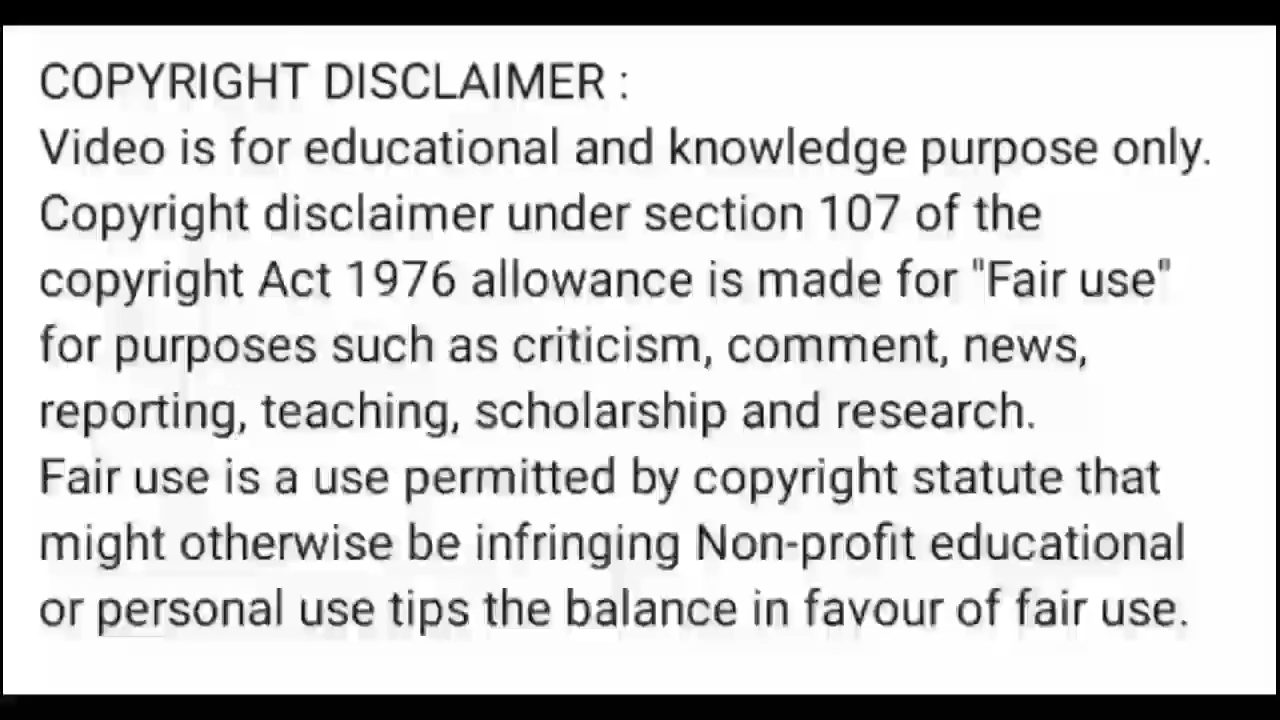 COPYRIGHT DISCLAIMER :
Video is for educational and knowledge purpose only.
Copyright disclaimer under section 107 of the
copyright Act 1976 allowance is made for "Fair use"
for purposes such as criticism, comment, news,
reporting, teaching, scholarship and research.
Fair use is a use permitted by copyright statute that
might otherwise be infringing Non-profit educational
or personal use tips the balance in favour of fair use.